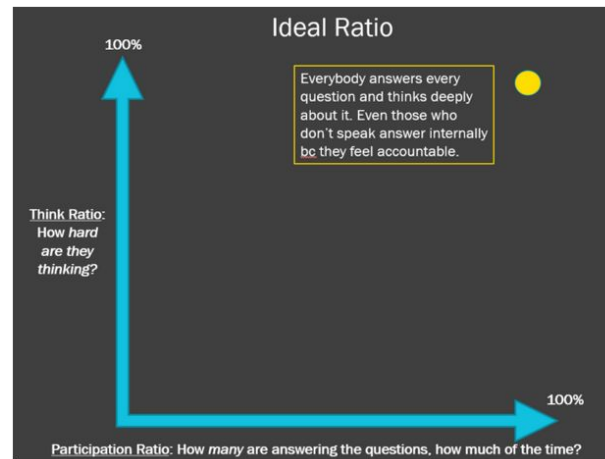 Ideal Ratio
100%
Everybody answers every
question and thinks deeply
about it. Even those who
don't speak answer internally
bc they feel accountable.
Think Ratio:
How hard
are they
thinking?
100%
Participation Ratio: How many are answering the questions, how much of the time?